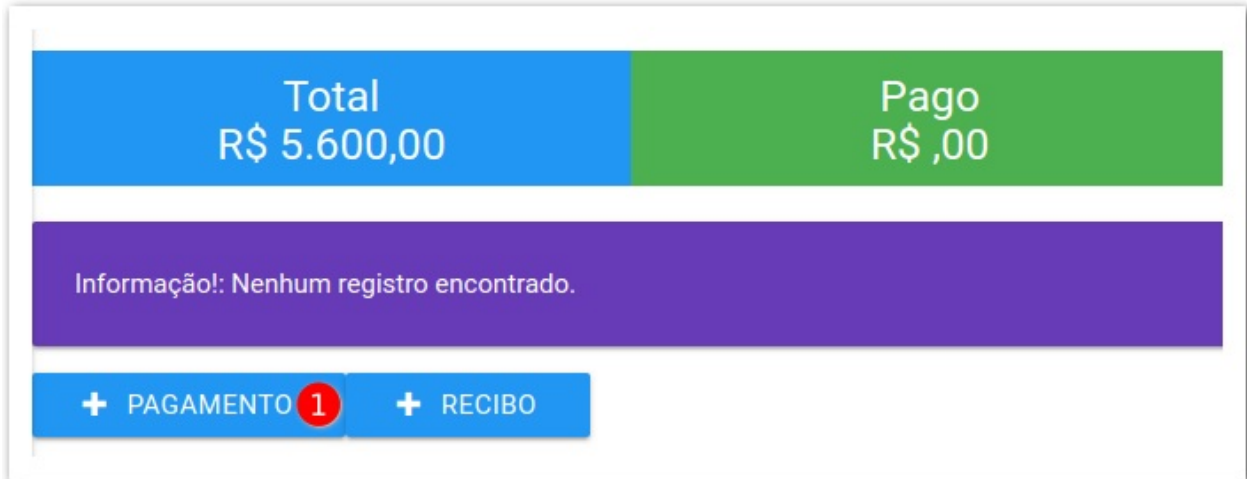 Total
R$ 5.600,00
Pago
R$ ,00
Informação!: Nenhum registro encontrado.
+ PAGAMENTO 1 + RECIBO